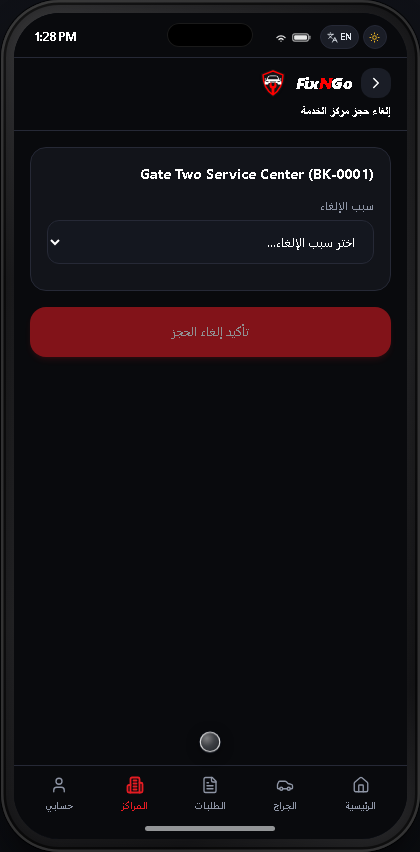 1:28 PM
EN
FixNGo
إلغاء حجز مركز الخدمة
Gate Two Service Center (BK-0001)
سبب الإلغاء
اختر سبب الإلغاء...
تأكيد إلغاء الحجز
الرئيسية
الجراج
الطلبات
المراكز
حسابي